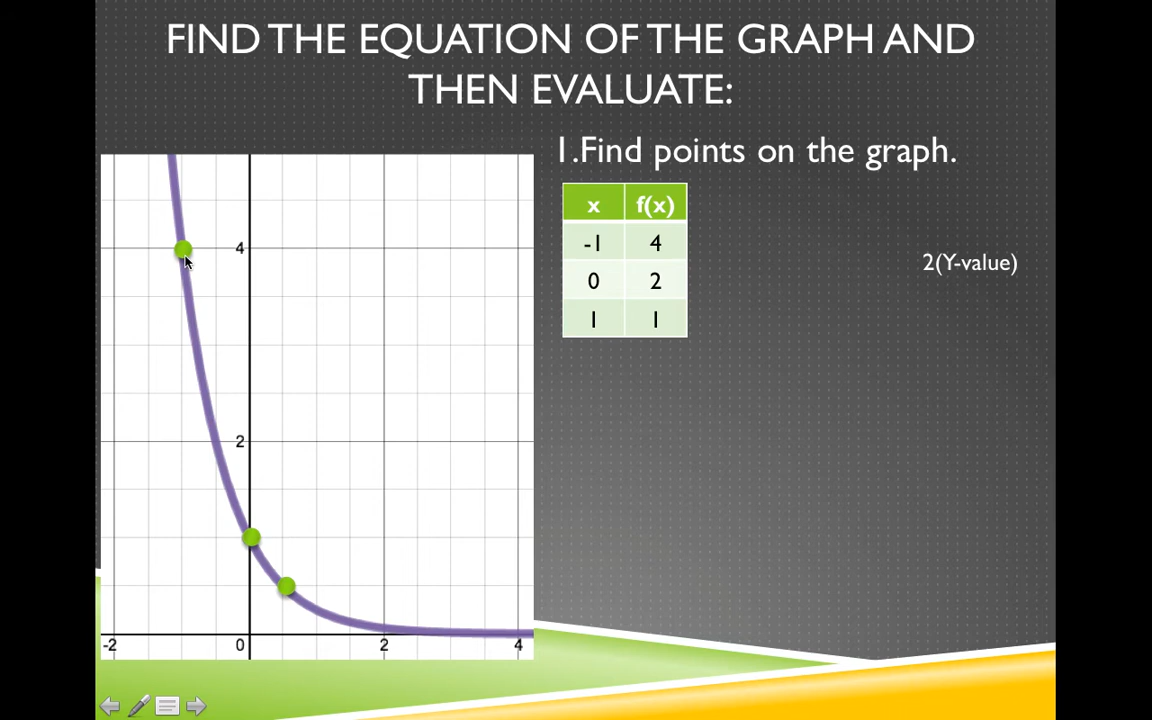 FIND THE EQUATION OF THE GRAPH AND
THEN EVALUATE:
1.Find points on the graph.
x f(x)
-1 4
0 2
1 1
2(Y-value)
4
2
-2 0 2 4